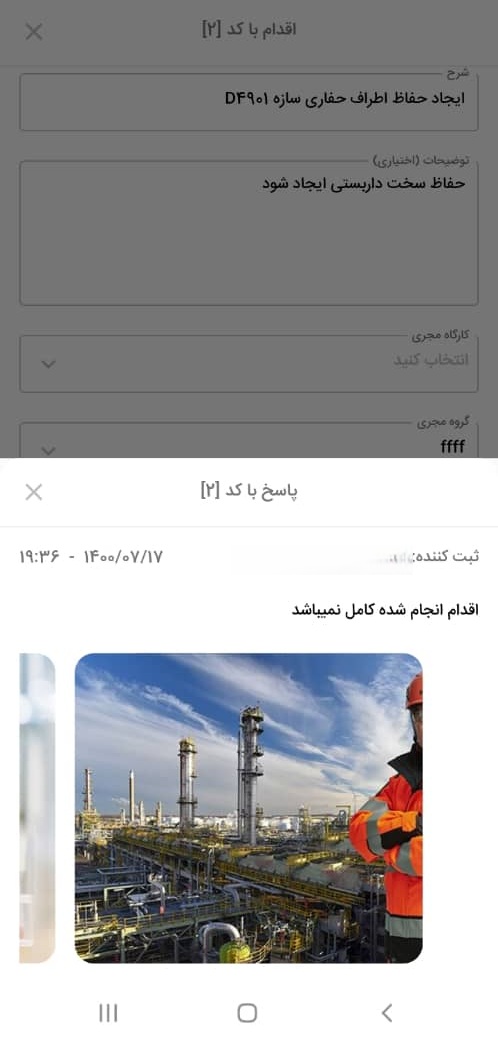 اقدام با کد [۲]
شرح
ایجاد حفاظ اطراف حفاری سازه D۴۹۰۱
توضیحات (اختیاری)
حفاظ سخت داربستی ایجاد شود
کارگاه مجری
انتخاب کنید
گروه مجری
ffff
پاسخ با کد [۲]
ثبت کننده:
۱۴۰۰/۰۷/۱۷ - ۱۹:۳۶
اقدام انجام شده کامل نمیباشد